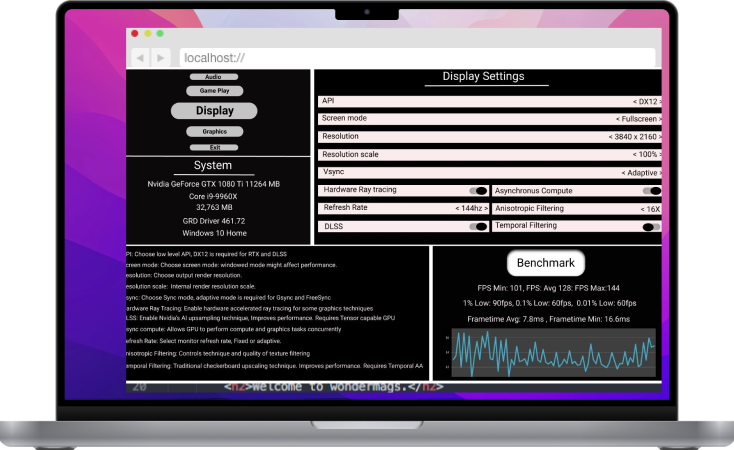 localhost://
Audio
Game Play
Display
Graphics
Exit
System
Nvidia GeForce GTX 1080 Ti 11264 MB
Core i9-9960X
32,763 MB
GRD Driver 461.72
Windows 10 Home
Display Settings
API < DX12 >
Screen mode < Fullscreen >
Resolution < 3840 x 2160 >
Resolution scale < 100% >
Vsync < Adaptive >
Hardware Ray tracing
Asynchronus Compute
Refresh Rate < 144hz >
Anisotropic Filtering < 16X
DLSS
Temporal Filtering
PI: Choose low level API, DX12 is required for RTX and DLSS
creen mode: Choose screen mode: windowed mode might affect performance.
esolution: Choose output render resolution.
esolution scale: Internal render resolution scale.
sync: Choose Sync mode, adaptive mode is required for Gsync and FreeSync
ardware Ray Tracing: Enable hardware accelerated ray tracing for some graphics techniques
LSS: Enable Nvidia's AI upsampling technique, Improves performance. Requires Tensor capable GPU
sync compute: Allows GPU to perform compute and graphics tasks concurrently
efresh Rate: Select monitor refresh rate, Fixed or adaptive.
nisotropic Filtering: Controls technique and quality of texture filtering
emporal Filtering: Traditional checkerboard upscaling technique. Improves performance. Requires Temporal AA
Benchmark
FPS Min: 101, FPS: Avg 128: FPS Max:144
1% Low: 90fps, 0.1% Low: 60fps, 0.01% Low: 60fps
Frametime Avg: 7.8ms , Frametime Min: 16.6ms
20 <h2>Welcome to wondermags.</h2>